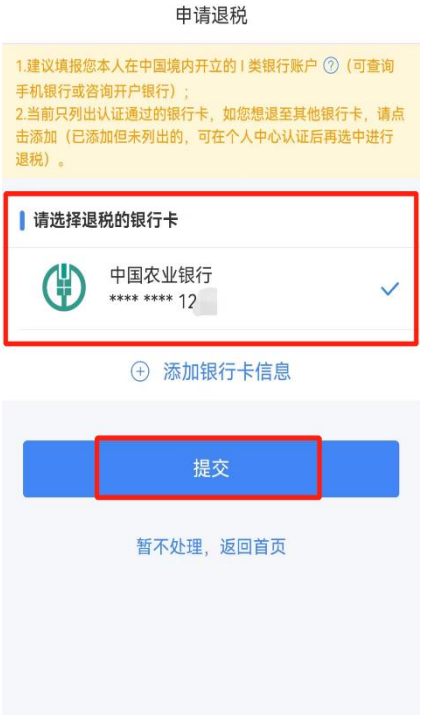 申请退税
1.建议填报您本人在中国境内开立的 I 类银行账户 ? （可查询
手机银行或咨询开户银行）；
2.当前只列出认证通过的银行卡，如您想退至其他银行卡，请点
击添加（已添加但未列出的，可在个人中心认证后再选中进行
退税）。
请选择退税的银行卡
中国农业银行
**** **** 12
添加银行卡信息
提交
暂不处理，返回首页